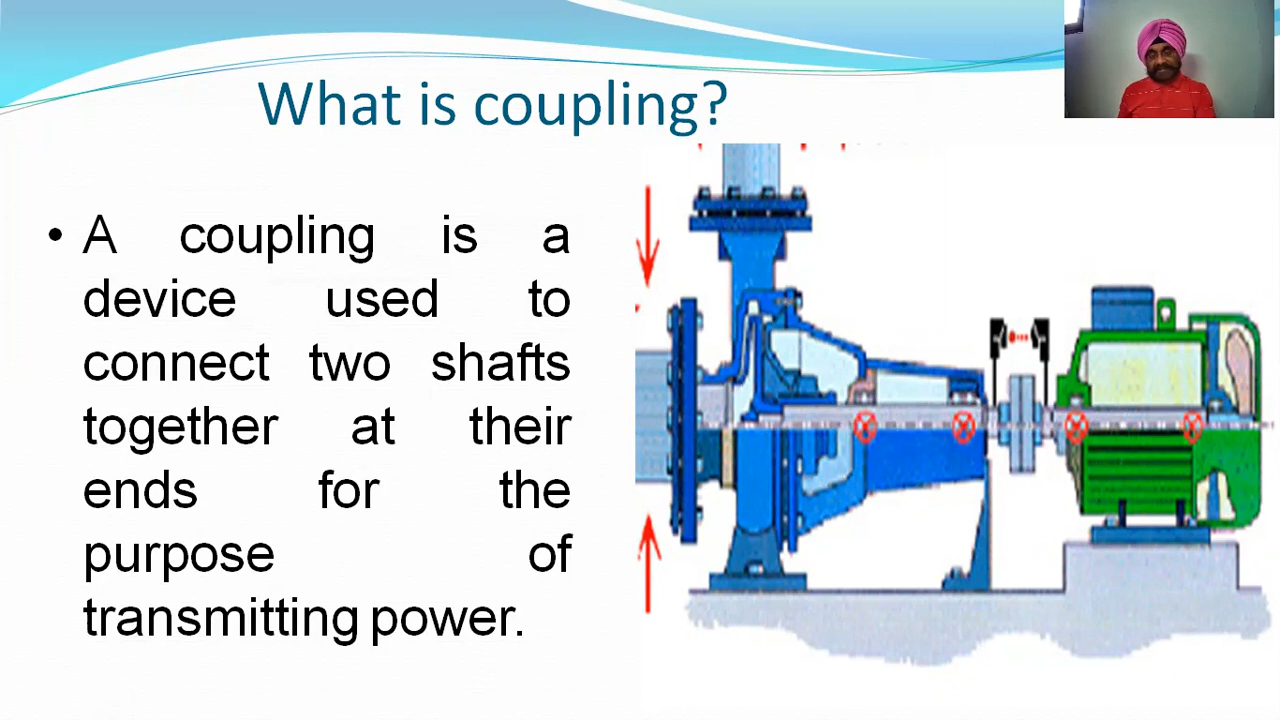 What is coupling?
• A coupling is a
device used to
connect two shafts
together at their
ends for the
purpose of
transmitting power.